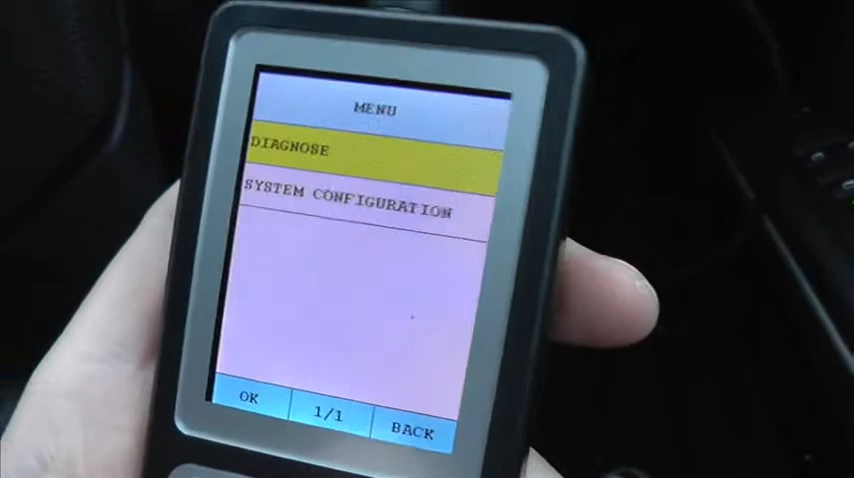 MENU
DIAGNOSE
SYSTEM CONFIGURATION
OK 1/1 BACK